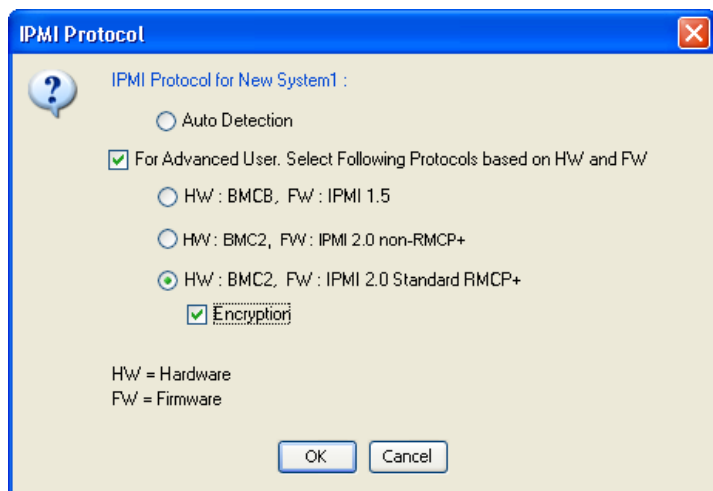 IPMI Protocol
IPMI Protocol for New System1 :
Auto Detection
For Advanced User. Select Following Protocols based on HW and FW
HW : BMCB, FW : IPMI 1.5
HW : BMC2, FW : IPMI 2.0 non-RMCP+
HW : BMC2, FW : IPMI 2.0 Standard RMCP+
Encryption
HW = Hardware
FW = Firmware
OK Cancel